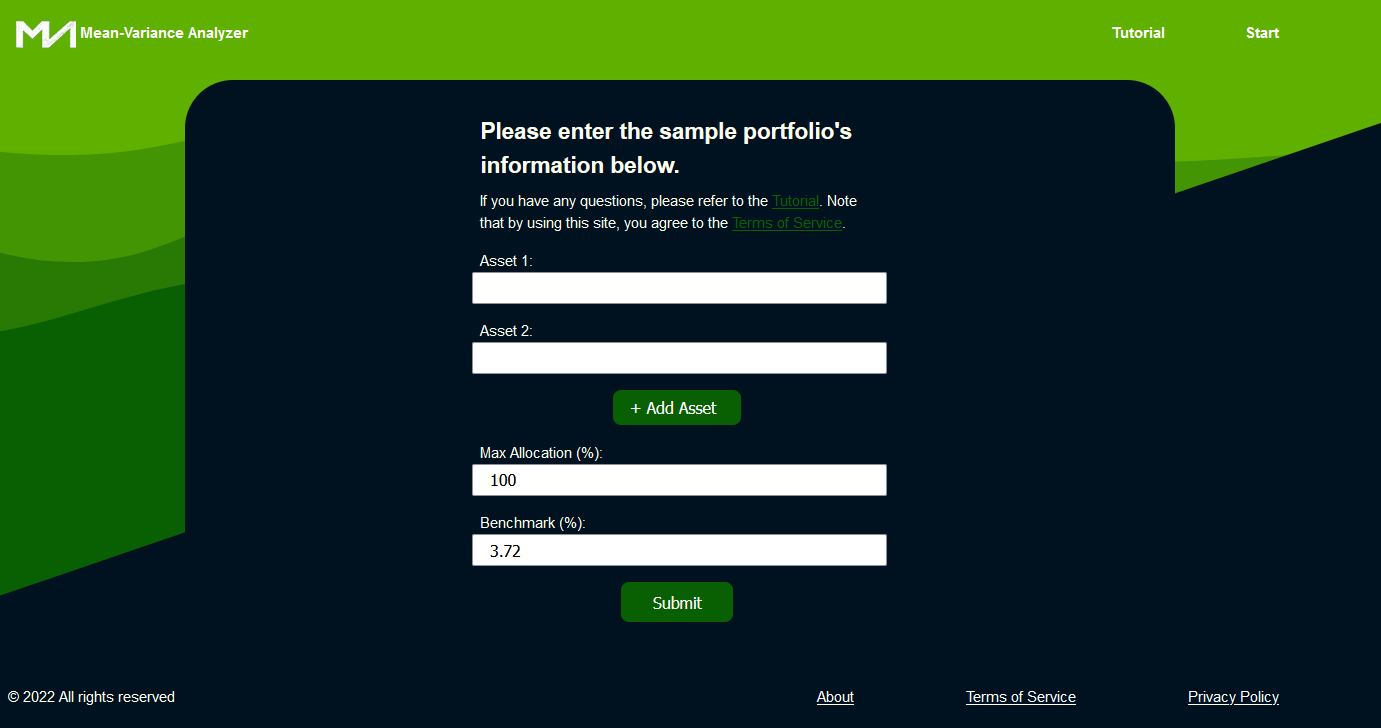 Mean-Variance Analyzer
Tutorial
Start
Please enter the sample portfolio's
information below.
If you have any questions, please refer to the Tutorial. Note
that by using this site, you agree to the Terms of Service.
Asset 1:
Asset 2:
+ Add Asset
Max Allocation (%):
100
Benchmark (%):
3.72
Submit
© 2022 All rights reserved
About
Terms of Service
Privacy Policy